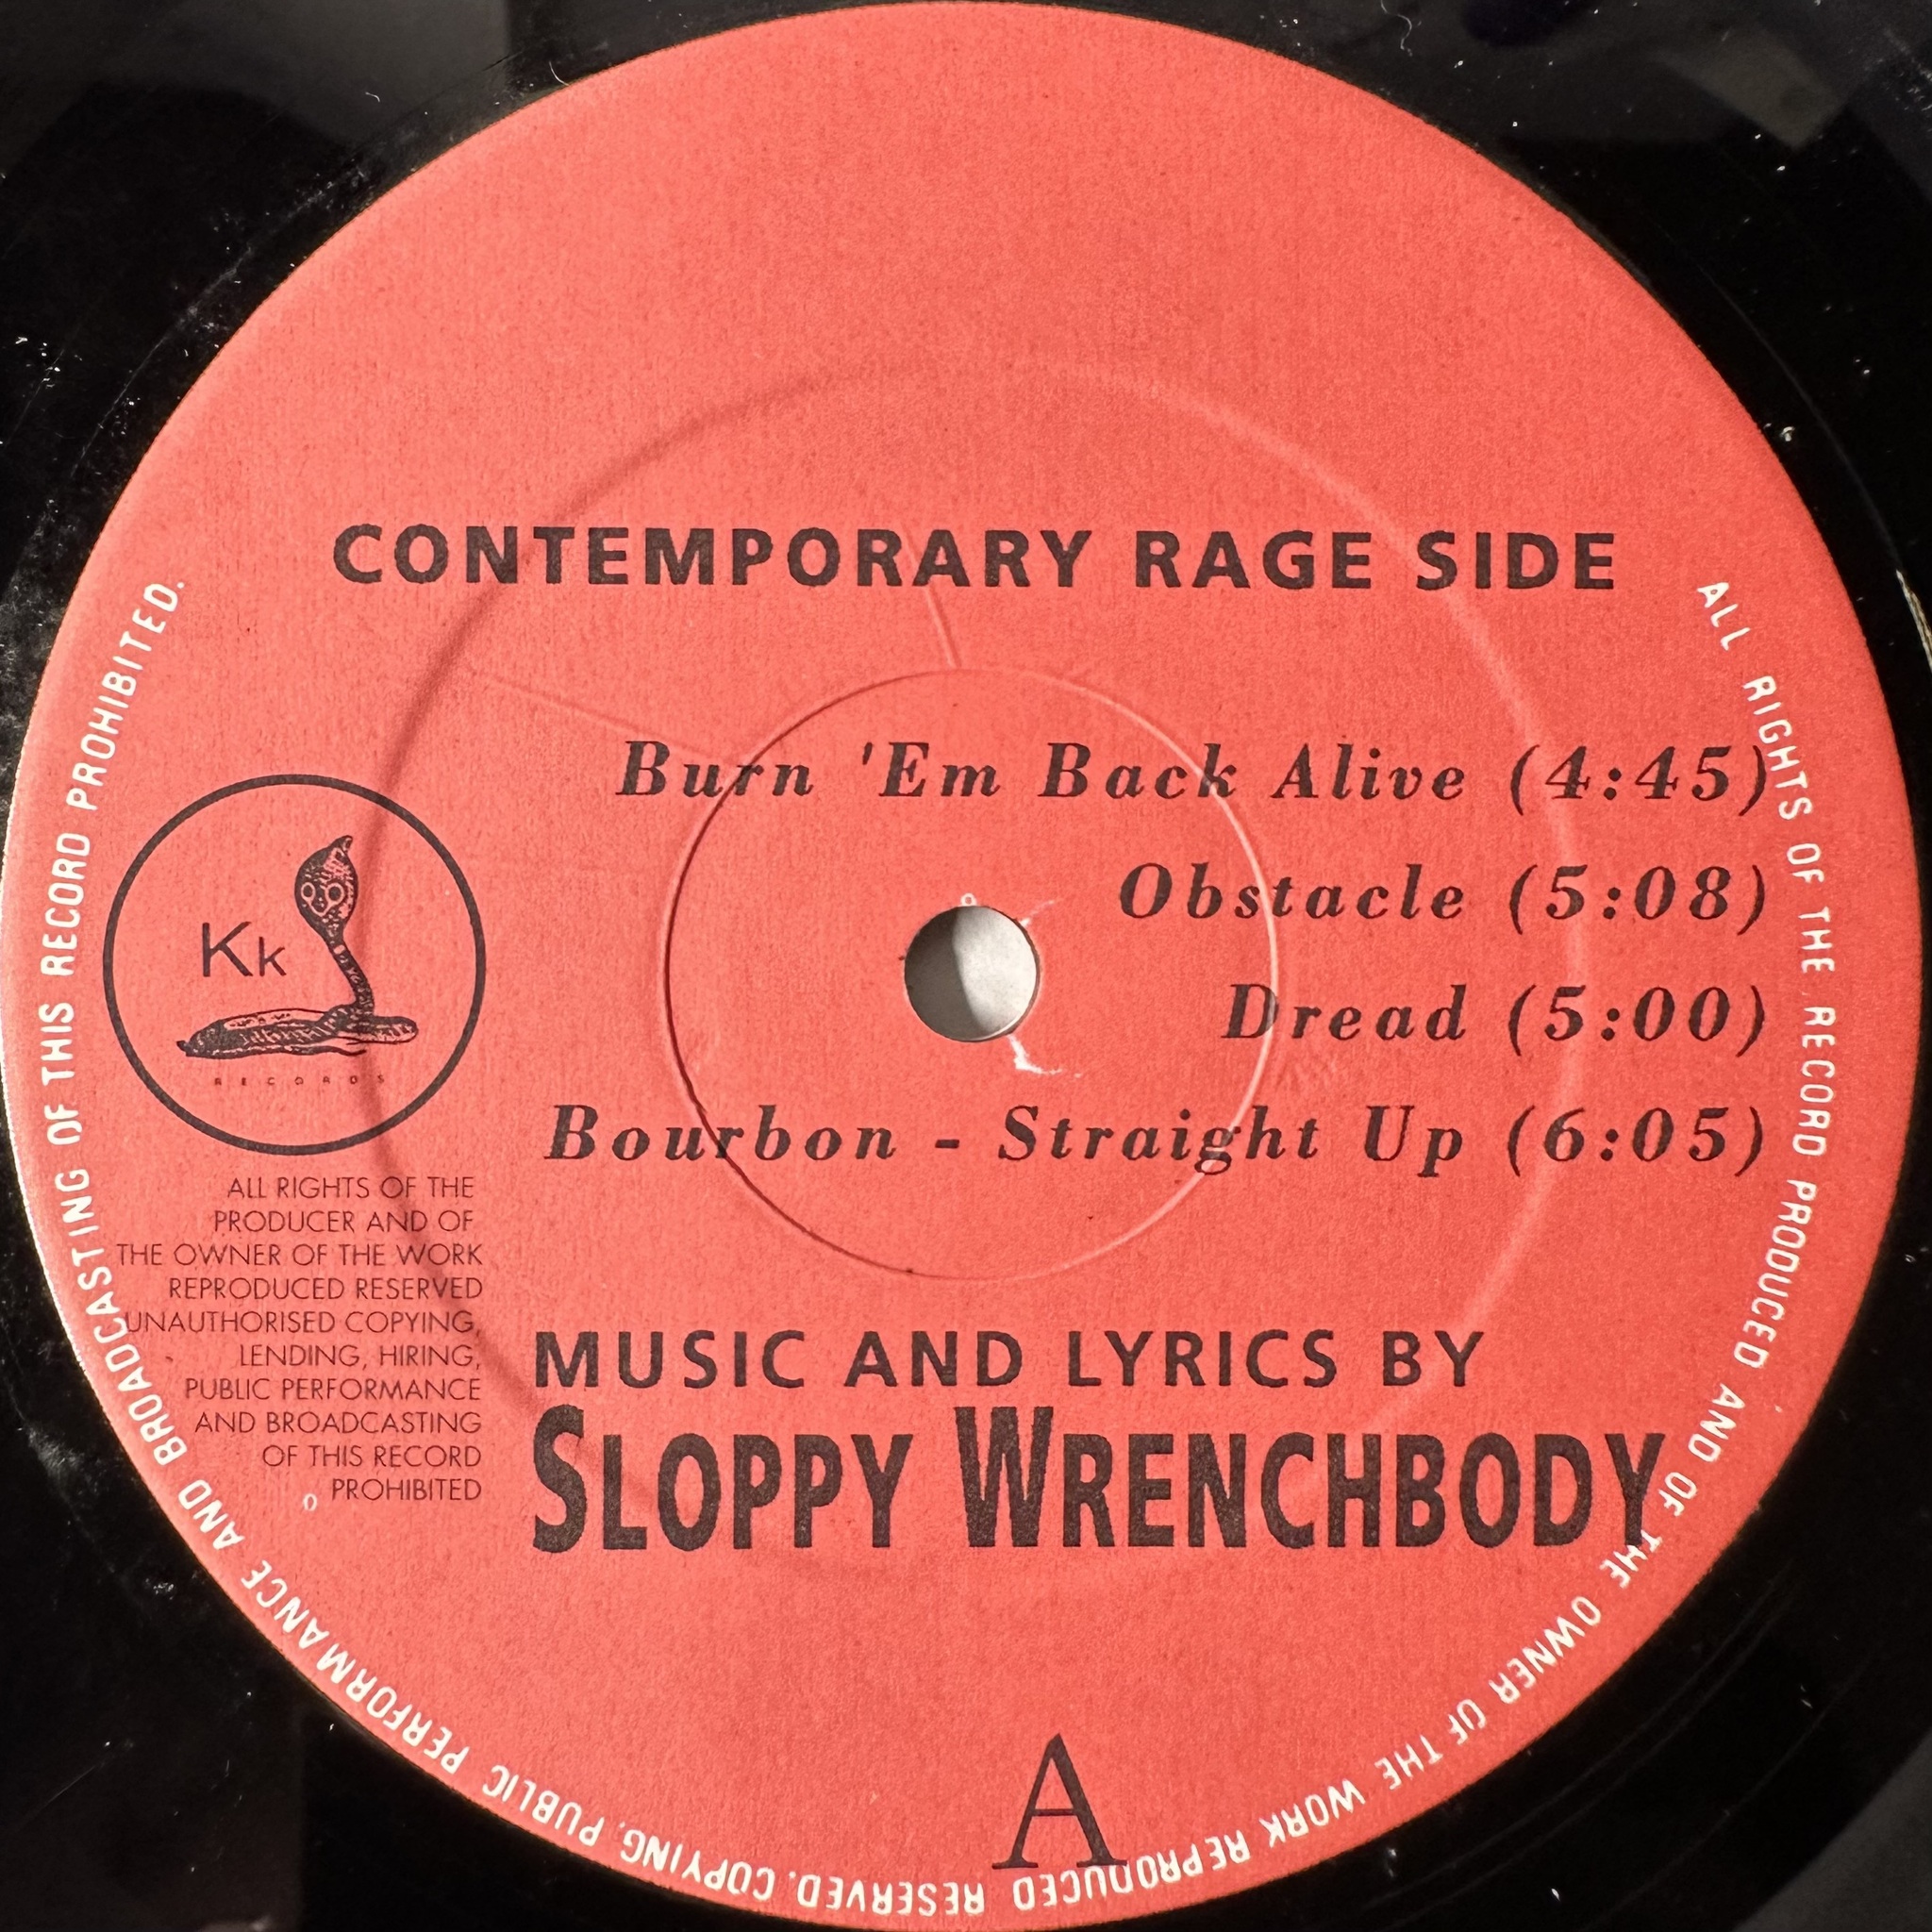 CONTEMPORARY RAGE SIDE
Burn 'Em Back Alive (4:45)
Obstacle (5:08)
Dread (5:00)
Bourbon - Straight Up (6:05)
Kk
RECORDS
ALL RIGHTS OF THE
PRODUCER AND OF
THE OWNER OF THE WORK
REPRODUCED RESERVED
UNAUTHORISED COPYING,
LENDING, HIRING,
PUBLIC PERFORMANCE
AND BROADCASTING
OF THIS RECORD
PROHIBITED
MUSIC AND LYRICS BY
SLOPPY WRENCHBODY
A
ALL RIGHTS OF THE RECORD PRODUCED AND OF THE OWNER OF THE WORK REPRODUCED RESERVED. COPYING, PUBLIC PERFORMANCE AND BROADCASTING OF THIS RECORD PROHIBITED.